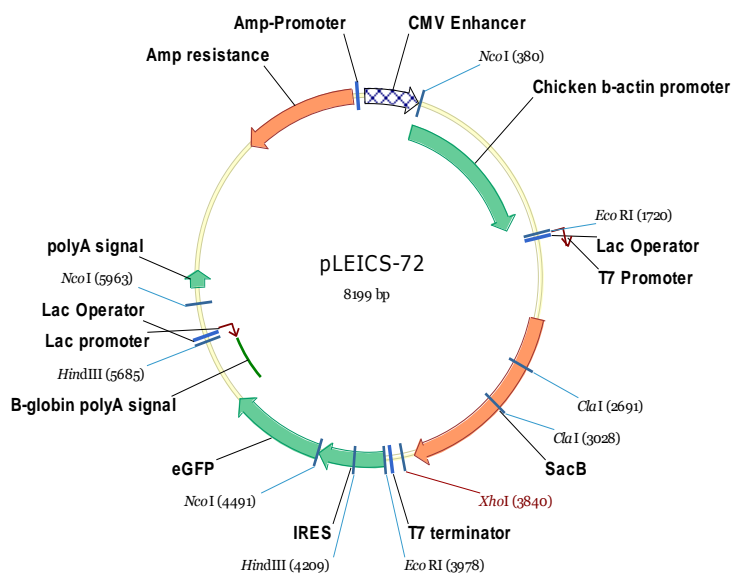 Amp-Promoter
CMV Enhancer
Amp resistance
NcoI (380)
Chicken b-actin promoter
EcoRI (1720)
Lac Operator
T7 Promoter
pLEICS-72
8199 bp
polyA signal
NcoI (5963)
Lac Operator
Lac promoter
HindIII (5685)
B-globin polyA signal
ClaI (2691)
ClaI (3028)
SacB
eGFP
NcoI (4491)
XhoI (3840)
IRES
T7 terminator
HindIII (4209)
EcoRI (3978)